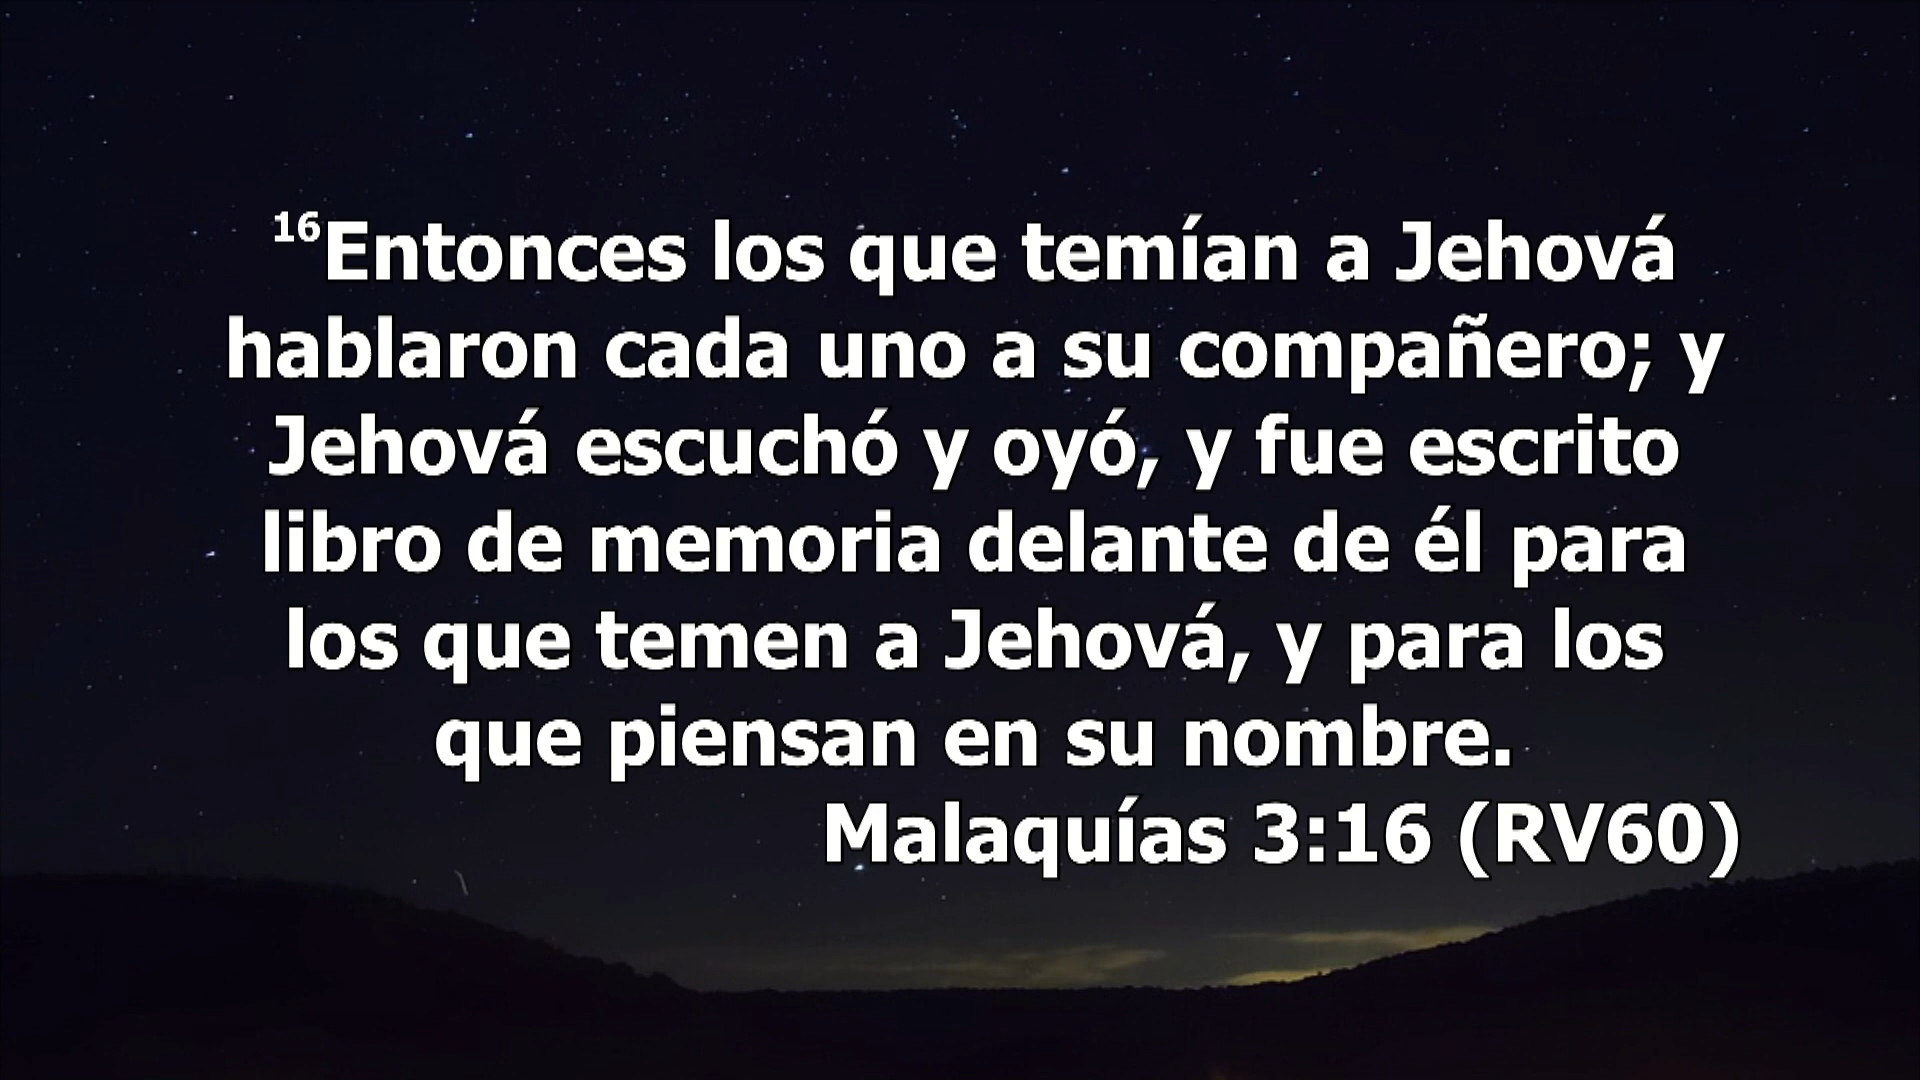 ¹⁶Entonces los que temían a Jehová
hablaron cada uno a su compañero; y
Jehová escuchó y oyó, y fue escrito
libro de memoria delante de él para
los que temen a Jehová, y para los
que piensan en su nombre.
Malaquías 3:16 (RV60)